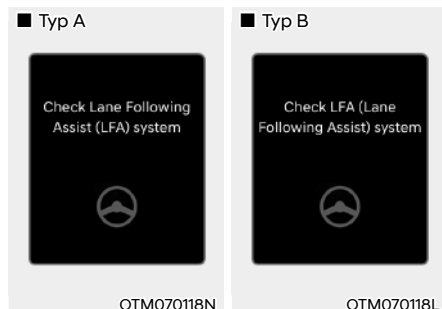 ■ Typ A
Check Lane Following
Assist (LFA) system
OTM070118N
■ Typ B
Check LFA (Lane
Following Assist) system
OTM070118L